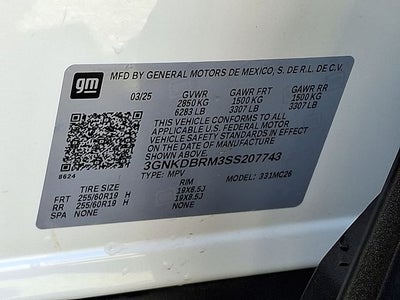 gm
MFD BY GENERAL MOTORS DE MEXICO, S. DE R.L. DE C.V.
03/25 GVWR GAWR FRT GAWR RR
2850 KG 1500 KG 1500 KG
6283 LB 3307 LB 3307 LB
THIS VEHICLE CONFORMS TO ALL
APPLICABLE U.S. FEDERAL MOTOR
VEHICLE SAFETY STANDARDS IN EFFECT
ON THE DATE OF MANUFACTURE
SHOWN ABOVE.
3GNKDBRM3SS207743
8624 TYPE: MPV MODEL: 331MC26
TIRE SIZE RIM
FRT 255/60R19 H 19X8.5J
RR 255/60R19 H 19X8.5J
SPA NONE NONE